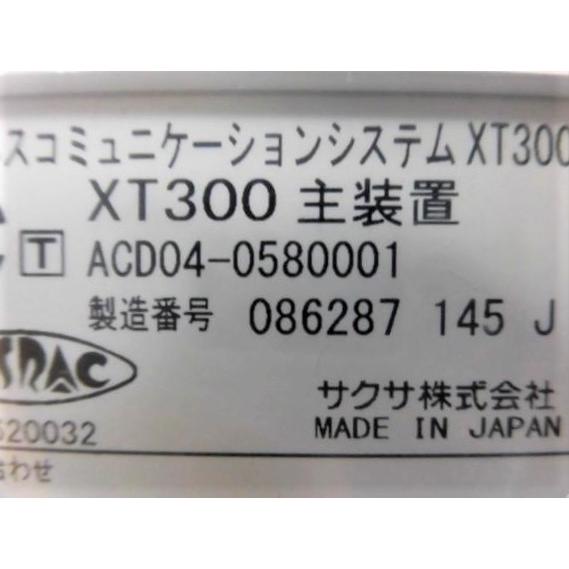 スコミュニケーションシステム XT300
XT300 主装置
T ACD04-0580001
製造番号 086287 145 J
サクサ株式会社
520032 MADE IN JAPAN
合わせ